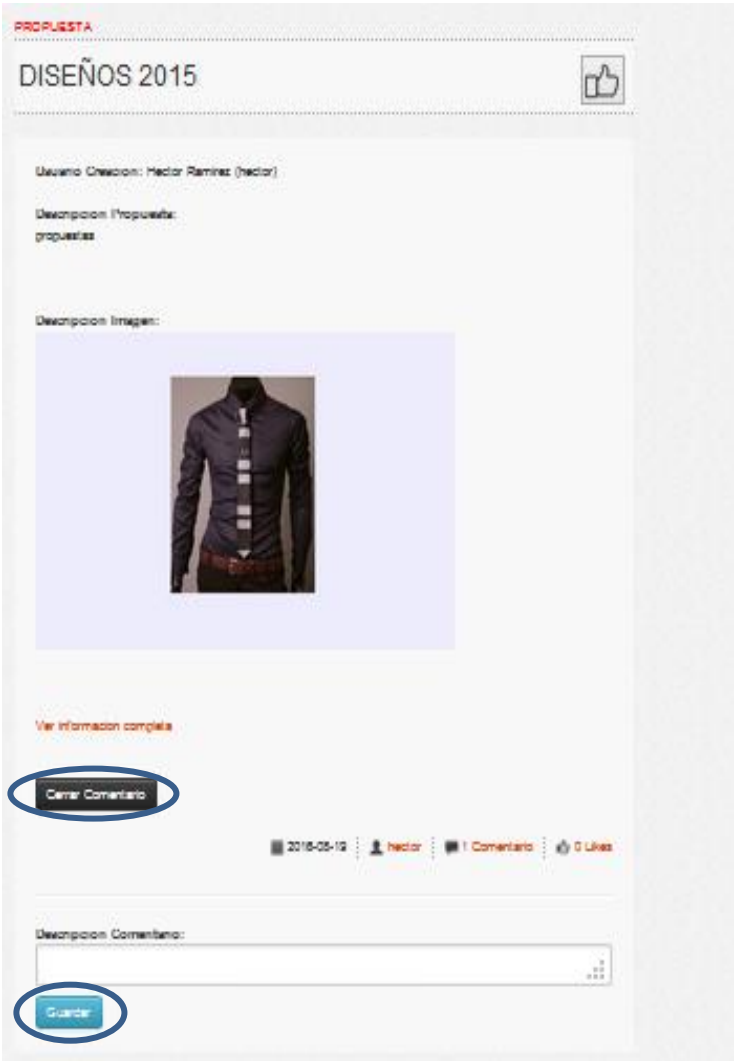 PROPUESTA
DISEÑOS 2015
Usuario Creacion: Hector Ramirez (hector)
Descripcion Propuesta:
propuestas
Descripcion Imagen:
Ver informacion completa
Cerrar Comentario
2016-05-19 hector 1 Comentario 0 Likes
Descripcion Comentario:
Guardar